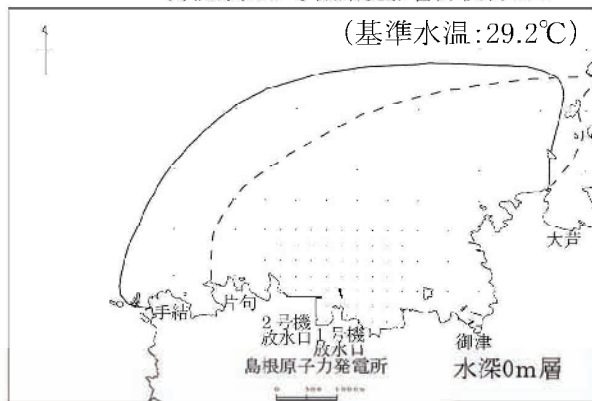 (基準水温:29.2℃)
大芦
手結
片句
2号機
放水口
1号機
放水口
御津
島根原子力発電所
水深0m層
0